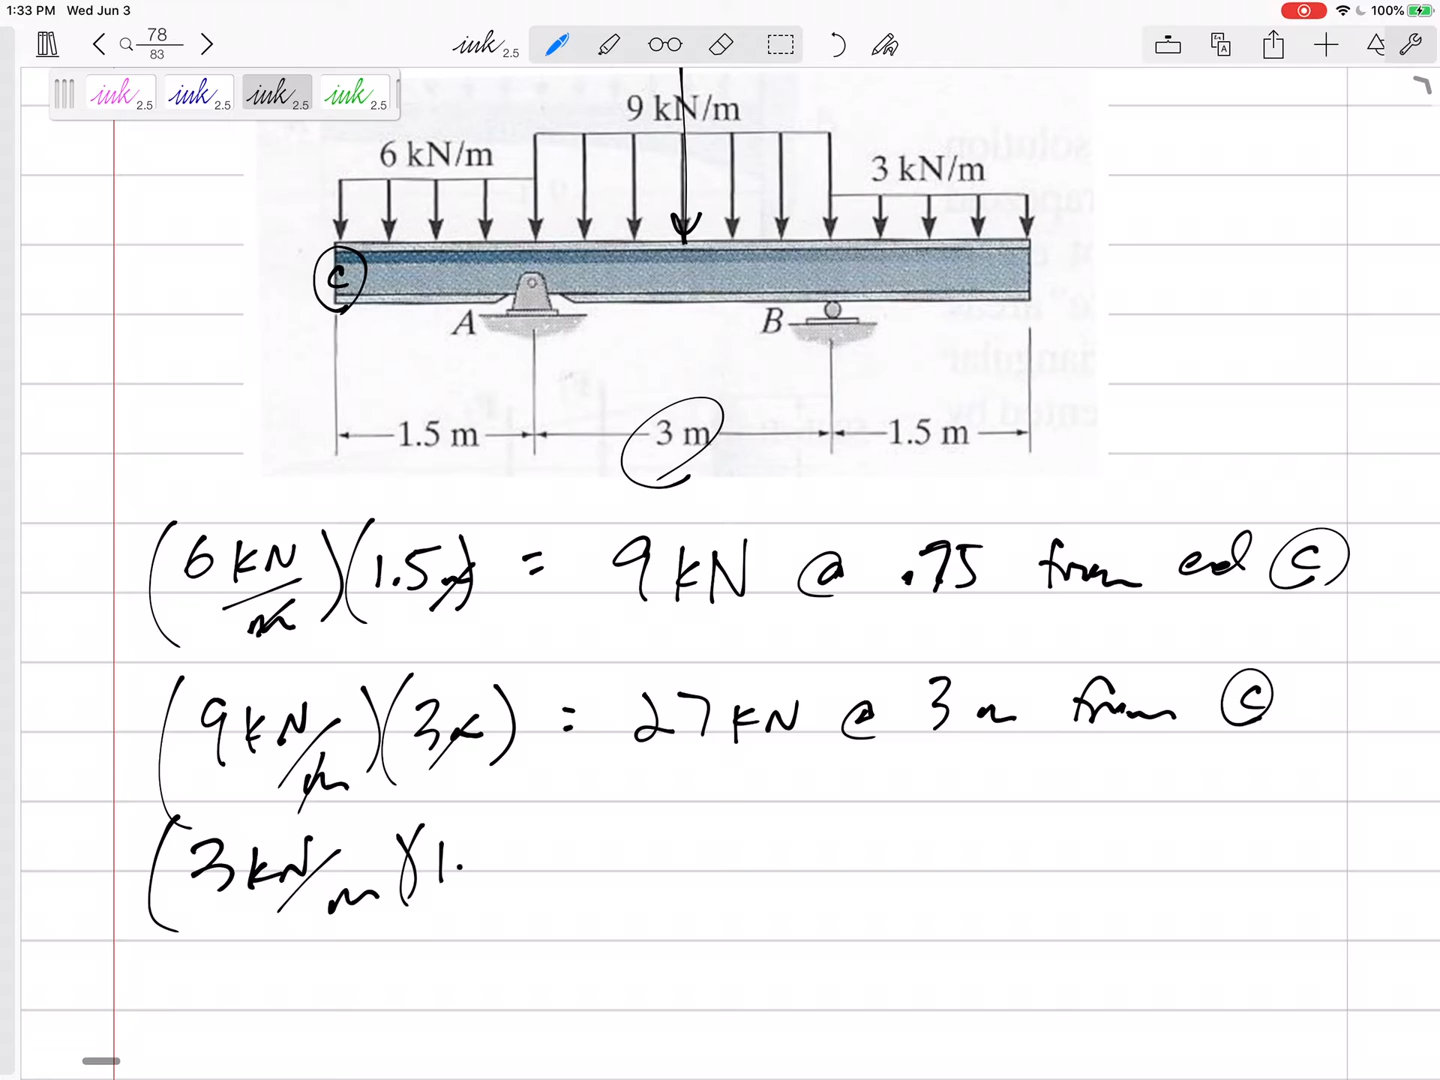 1:33 PM Wed Jun 3
100%
78
83
ink 2.5
ink 2.5 ink 2.5 ink 2.5 ink 2.5
9 kN/m
6 kN/m
3 kN/m
C
A
B
1.5 m
3 m
1.5 m
(6 kN/m)(1.5m) = 9 kN @ .75 from end C
(9 kN/m)(3m) = 27 kN @ 3 m from C
(3 kN/m)(1.